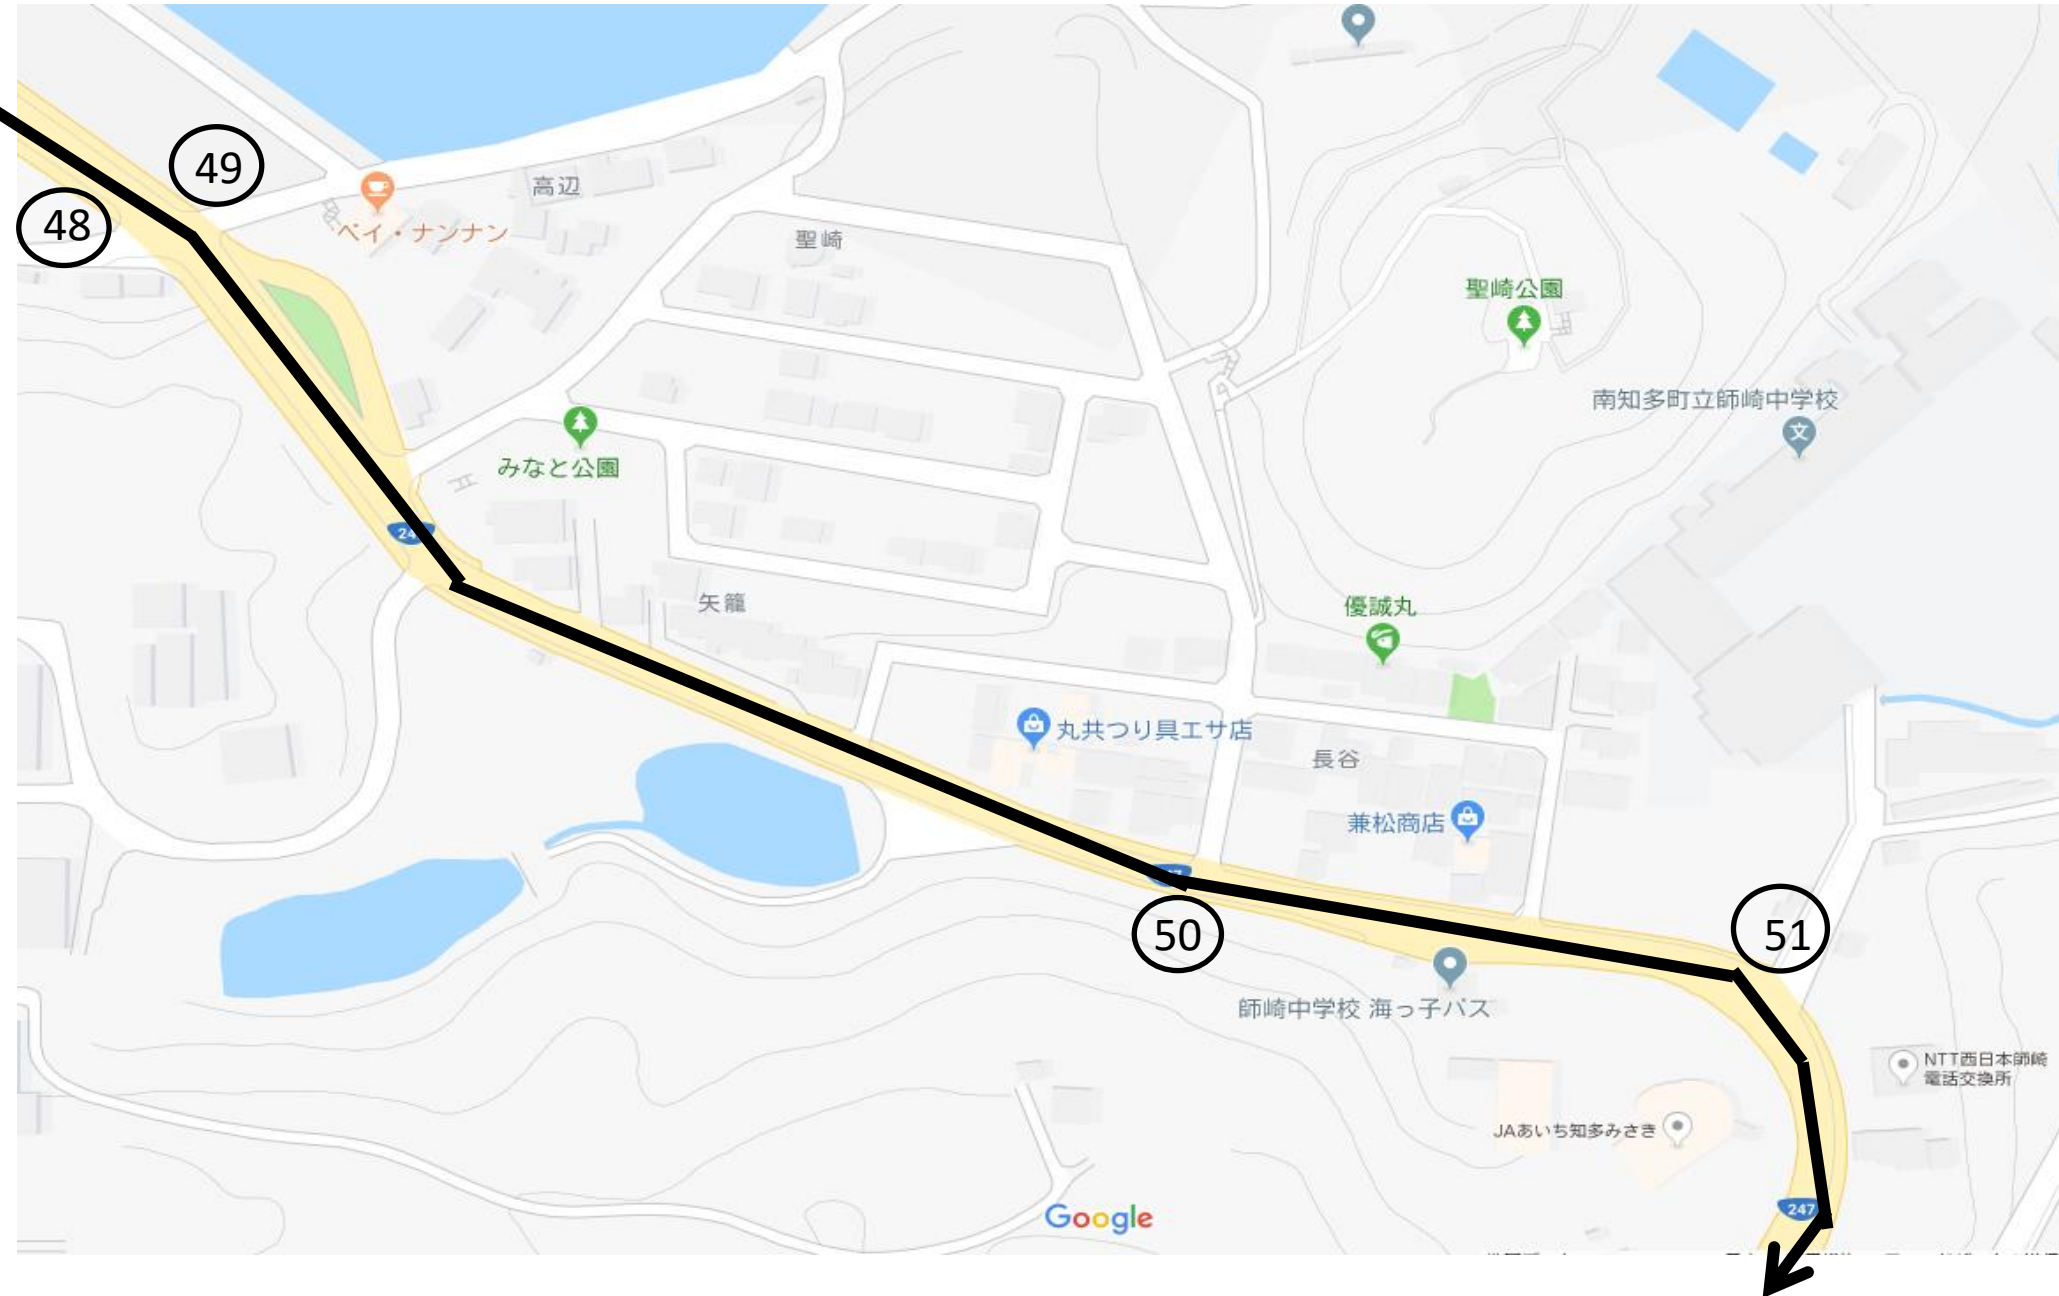 49
48
高辺
ベイ・ナンナン
聖崎
聖崎公園
南知多町立師崎中学校
文
みなと公園
矢籠
優誠丸
丸共つり具エサ店
長谷
兼松商店
50
51
師崎中学校 海っ子バス
NTT西日本師崎
電話交換所
JAあいち知多みさき
247
Google